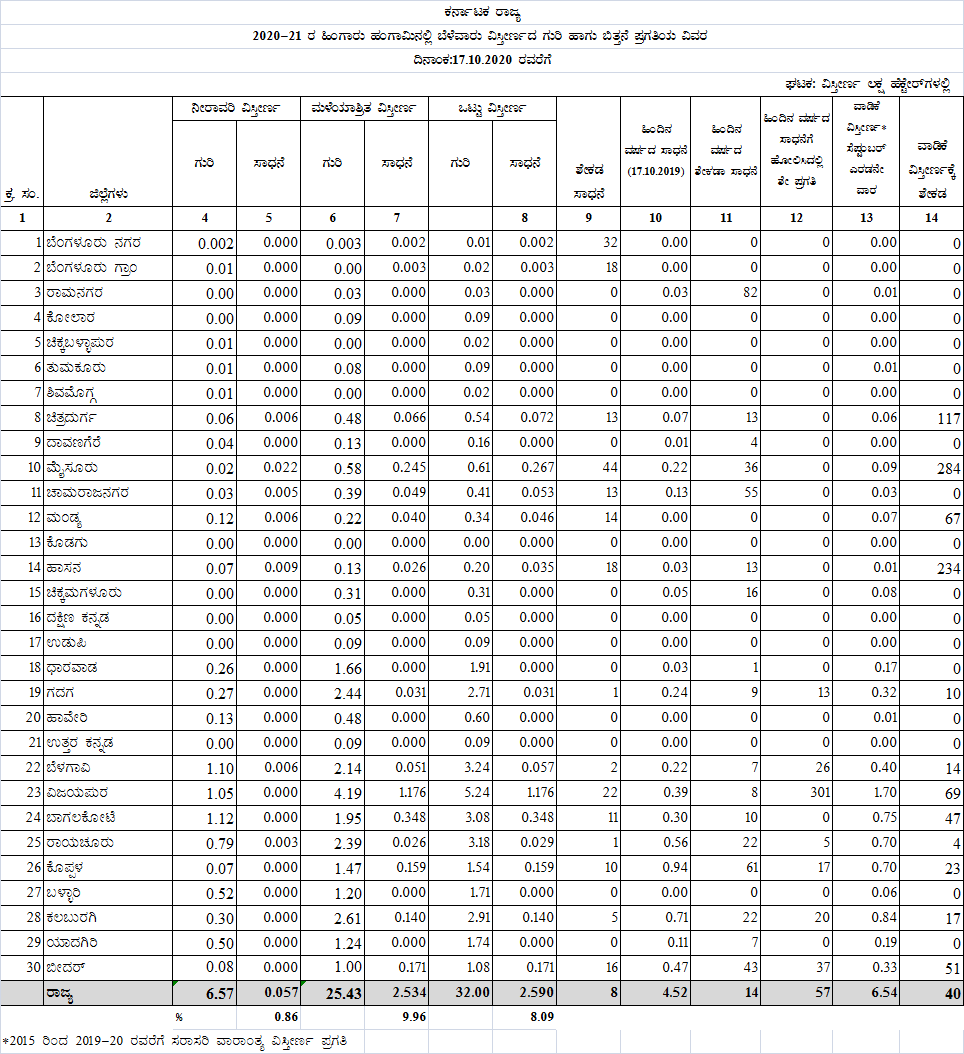 ಕರ್ನಾಟಕ ರಾಜ್ಯ
2020–21 ರ ಹಿಂಗಾರು ಹಂಗಾಮಿನಲ್ಲಿ ಬೆಳೆವಾರು ವಿಸ್ತೀರ್ಣದ ಗುರಿ ಹಾಗು ಬಿತ್ತನೆ ಪ್ರಗತಿಯ ವಿವರ
ದಿನಾಂಕ:17.10.2020 ರವರೆಗೆ
ಘಟಕ: ವಿಸ್ತೀರ್ಣ ಲಕ್ಷ ಹೆಕ್ಟೇರ್‌ಗಳಲ್ಲಿ
ಕ್ರ. ಸಂ. ಜಿಲ್ಲೆಗಳು ನೀರಾವರಿ ವಿಸ್ತೀರ್ಣ ಮಳೆಯಾಶ್ರಿತ ವಿಸ್ತೀರ್ಣ ಒಟ್ಟು ವಿಸ್ತೀರ್ಣ ಶೇಕಡ ಸಾಧನೆ ಹಿಂದಿನ ವರ್ಷದ ಸಾಧನೆ (17.10.2019) ಹಿಂದಿನ ವರ್ಷದ ಶೇಕಡಾ ಸಾಧನೆ ಹಿಂದಿನ ವರ್ಷದ ಸಾಧನೆಗೆ ಹೋಲಿಸಿದಲ್ಲಿ ಶೇ ಪ್ರಗತಿ ವಾಡಿಕೆ ವಿಸ್ತೀರ್ಣ* ಸೆಪ್ಟುಬರ್ ಎರಡನೇ ವಾರ ವಾಡಿಕೆ ವಿಸ್ತೀರ್ಣಕ್ಕೆ ಶೇಕಡ
ಗುರಿ ಸಾಧನೆ ಗುರಿ ಸಾಧನೆ ಗುರಿ ಸಾಧನೆ
1 2 4 5 6 7 8 9 10 11 12 13 14
1 ಬೆಂಗಳೂರು ನಗರ 0.002 0.000 0.003 0.002 0.01 0.002 32 0.00 0 0 0.00 0
2 ಬೆಂಗಳೂರು ಗ್ರಾಂ 0.01 0.000 0.00 0.003 0.02 0.003 18 0.00 0 0 0.00 0
3 ರಾಮನಗರ 0.00 0.000 0.03 0.000 0.03 0.000 0 0.03 82 0 0.01 0
4 ಕೋಲಾರ 0.00 0.000 0.09 0.000 0.09 0.000 0 0.00 0 0 0.00 0
5 ಚಿಕ್ಕಬಳ್ಳಾಪುರ 0.01 0.000 0.00 0.000 0.02 0.000 0 0.00 0 0 0.00 0
6 ತುಮಕೂರು 0.01 0.000 0.08 0.000 0.09 0.000 0 0.00 0 0 0.01 0
7 ಶಿವಮೊಗ್ಗ 0.01 0.000 0.00 0.000 0.02 0.000 0 0.00 0 0 0.00 0
8 ಚಿತ್ರದುರ್ಗ 0.06 0.006 0.48 0.066 0.54 0.072 13 0.07 13 0 0.06 117
9 ದಾವಣಗೆರೆ 0.04 0.000 0.13 0.000 0.16 0.000 0 0.01 4 0 0.00 0
10 ಮೈಸೂರು 0.02 0.022 0.58 0.245 0.61 0.267 44 0.22 36 0 0.09 284
11 ಚಾಮರಾಜನಗರ 0.03 0.005 0.39 0.049 0.41 0.053 13 0.13 55 0 0.03 0
12 ಮಂಡ್ಯ 0.12 0.006 0.22 0.040 0.34 0.046 14 0.00 0 0 0.07 67
13 ಕೊಡಗು 0.00 0.000 0.00 0.000 0.00 0.000 0 0.00 0 0 0.00 0
14 ಹಾಸನ 0.07 0.009 0.13 0.026 0.20 0.035 18 0.03 13 0 0.01 234
15 ಚಿಕ್ಕಮಗಳೂರು 0.00 0.000 0.31 0.000 0.31 0.000 0 0.05 16 0 0.08 0
16 ದಕ್ಷಿಣ ಕನ್ನಡ 0.00 0.000 0.05 0.000 0.05 0.000 0 0.00 0 0 0.00 0
17 ಉಡುಪಿ 0.00 0.000 0.09 0.000 0.09 0.000 0 0.00 0 0 0.00 0
18 ಧಾರವಾಡ 0.26 0.000 1.66 0.000 1.91 0.000 0 0.03 1 0 0.17 0
19 ಗದಗ 0.27 0.000 2.44 0.031 2.71 0.031 1 0.24 9 13 0.32 10
20 ಹಾವೇರಿ 0.13 0.000 0.48 0.000 0.60 0.000 0 0.00 0 0 0.01 0
21 ಉತ್ತರ ಕನ್ನಡ 0.00 0.000 0.09 0.000 0.09 0.000 0 0.00 0 0 0.00 0
22 ಬೆಳಗಾವಿ 1.10 0.006 2.14 0.051 3.24 0.057 2 0.22 7 26 0.40 14
23 ವಿಜಯಪುರ 1.05 0.000 4.19 1.176 5.24 1.176 22 0.39 8 301 1.70 69
24 ಬಾಗಲಕೋಟೆ 1.12 0.000 1.95 0.348 3.08 0.348 11 0.30 10 0 0.75 47
25 ರಾಯಚೂರು 0.79 0.003 2.39 0.026 3.18 0.029 1 0.56 22 5 0.70 4
26 ಕೊಪ್ಪಳ 0.07 0.000 1.47 0.159 1.54 0.159 10 0.94 61 17 0.70 23
27 ಬಳ್ಳಾರಿ 0.52 0.000 1.20 0.000 1.71 0.000 0 0.00 0 0 0.06 0
28 ಕಲಬುರಗಿ 0.30 0.000 2.61 0.140 2.91 0.140 5 0.71 22 20 0.84 17
29 ಯಾದಗಿರಿ 0.50 0.000 1.24 0.000 1.74 0.000 0 0.11 7 0 0.19 0
30 ಬೀದರ್ 0.08 0.000 1.00 0.171 1.08 0.171 16 0.47 43 37 0.33 51
ರಾಜ್ಯ 6.57 0.057 25.43 2.534 32.00 2.590 8 4.52 14 57 6.54 40
% 0.86 9.96 8.09
*2015 ರಿಂದ 2019–20 ರವರೆಗೆ ಸರಾಸರಿ ವಾರಾಂತ್ಯ ವಿಸ್ತೀರ್ಣ ಪ್ರಗತಿ